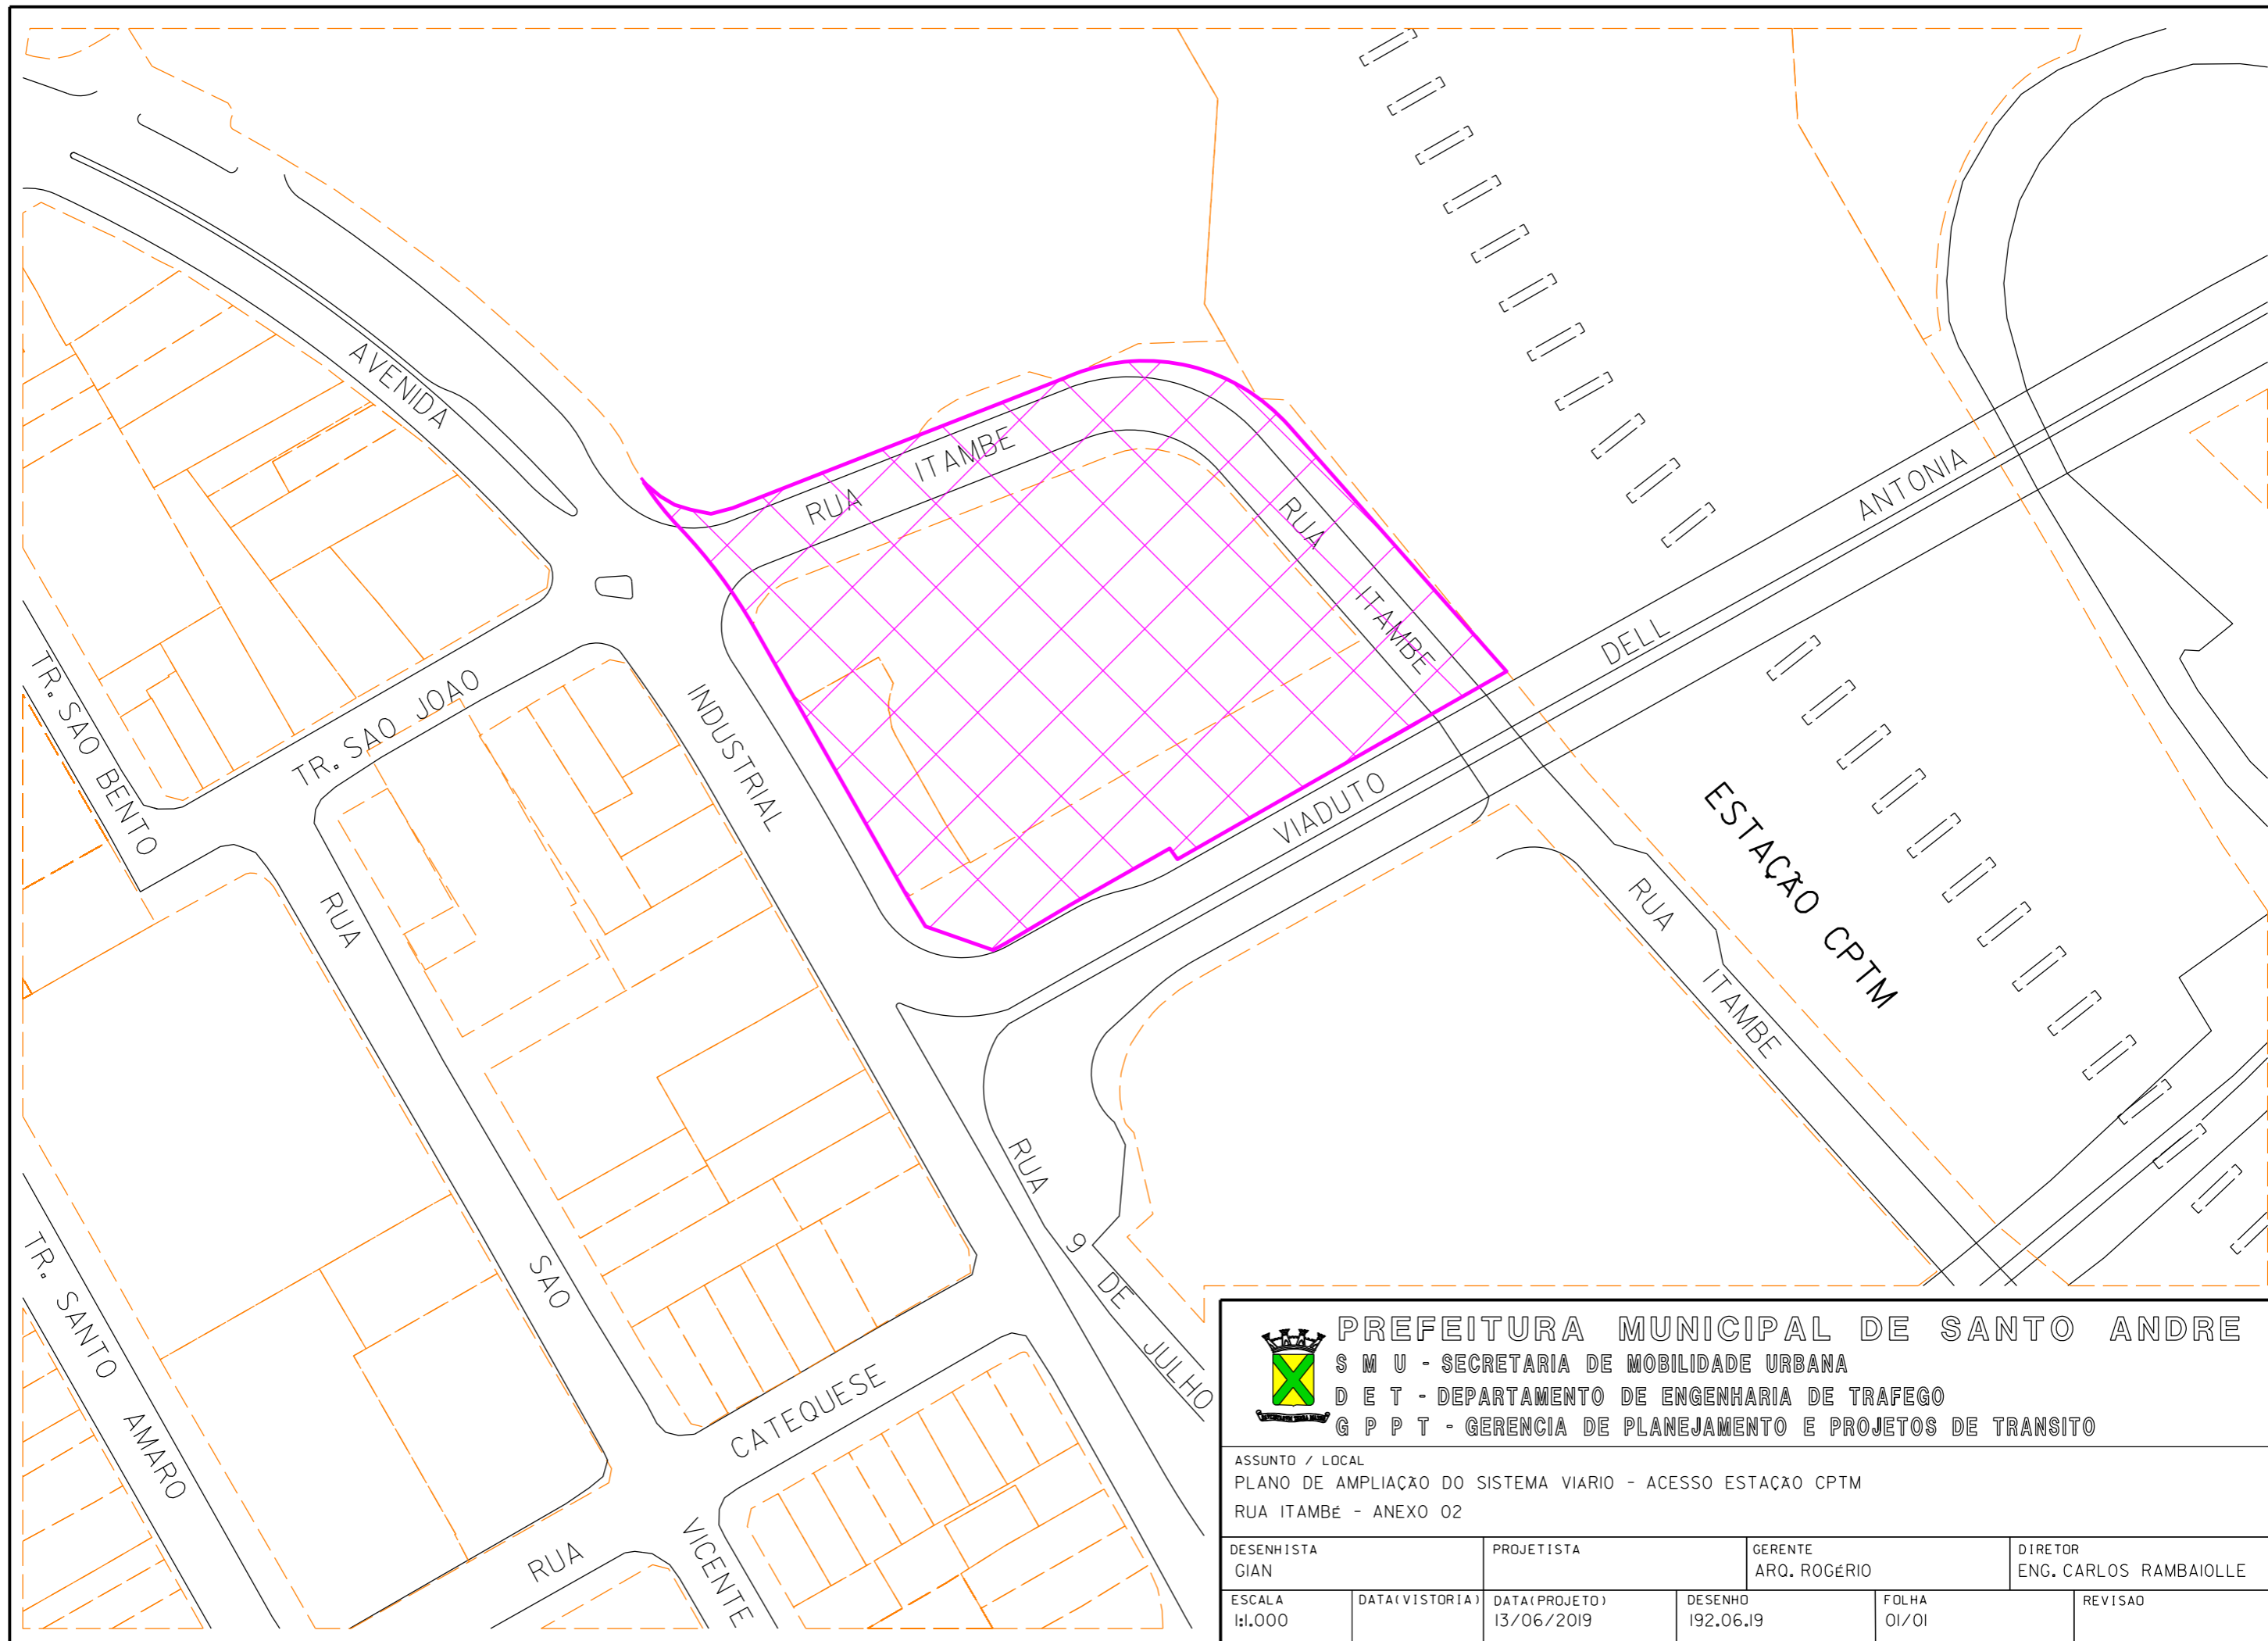 AVENIDA
INDUSTRIAL
RUA ITAMBE
RUA ITAMBE
VIADUTO DELL ANTONIA
ESTAÇÃO CPTM
RUA ITAMBE
TR. SAO BENTO
TR. SAO JOAO
RUA SAO VICENTE
RUA 9 DE JULHO
TR. SANTO AMARO
RUA CATEQUESE
PREFEITURA MUNICIPAL DE SANTO ANDRE
S M U - SECRETARIA DE MOBILIDADE URBANA
D E T - DEPARTAMENTO DE ENGENHARIA DE TRAFEGO
G P P T - GERENCIA DE PLANEJAMENTO E PROJETOS DE TRANSITO
ASSUNTO / LOCAL
PLANO DE AMPLIAÇÃO DO SISTEMA VIÁRIO - ACESSO ESTAÇÃO CPTM
RUA ITAMBÉ - ANEXO 02
DESENHISTA PROJETISTA GERENTE DIRETOR
GIAN ARQ. ROGÉRIO ENG. CARLOS RAMBAIOLLE
ESCALA DATA(VISTORIA) DATA(PROJETO) DESENHO FOLHA REVISAO
1:1.000 13/06/2019 192.06.19 01/01